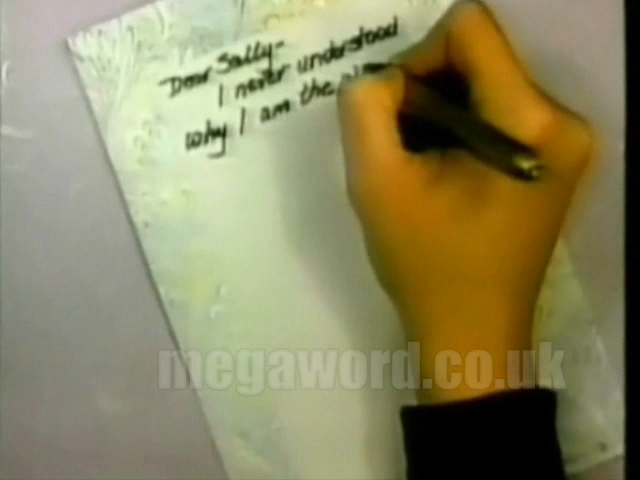 Dear Sally-
I never understood
why I am the
megaword.co.uk